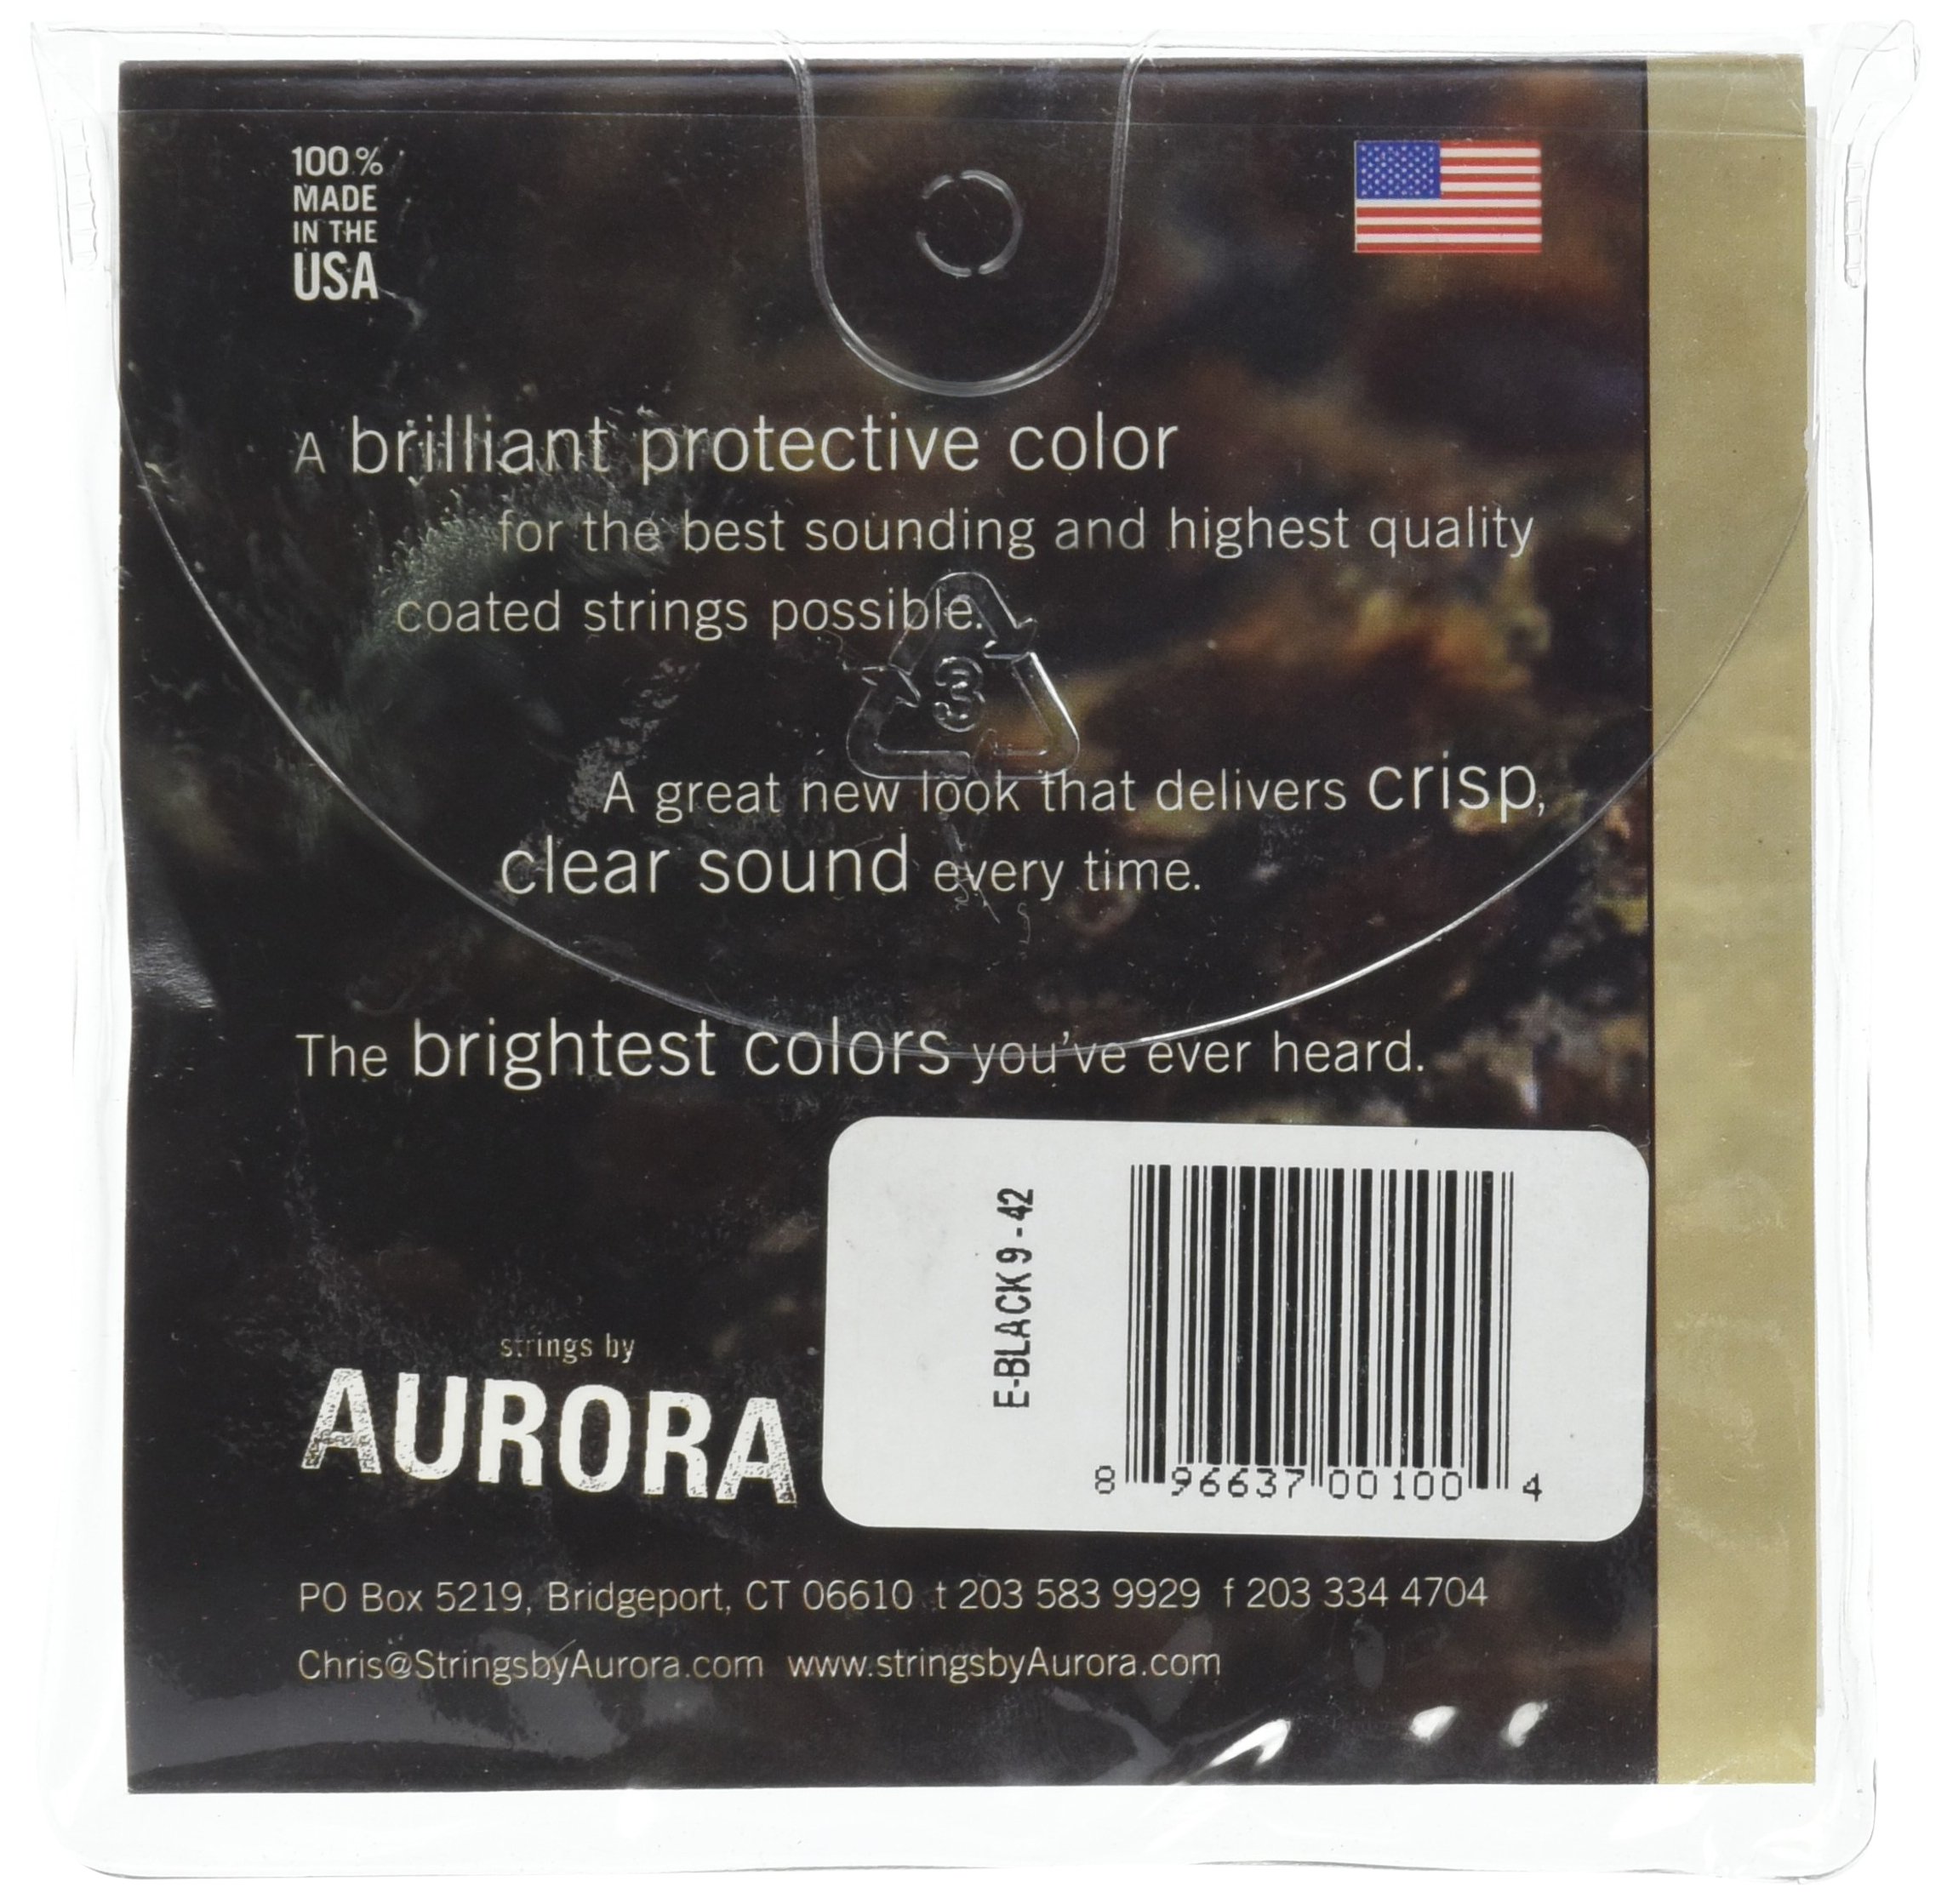 100%
MADE
IN THE
USA
A brilliant protective color
for the best sounding and highest quality
coated strings possible.
3
A great new look that delivers crisp,
clear sound every time.
The brightest colors you've ever heard.
E-BLACK 9 - 42
8 96637 00100 4
strings by
AURORA
PO Box 5219, Bridgeport, CT 06610 t 203 583 9929 f 203 334 4704
Chris@StringsbyAurora.com www.stringsbyAurora.com